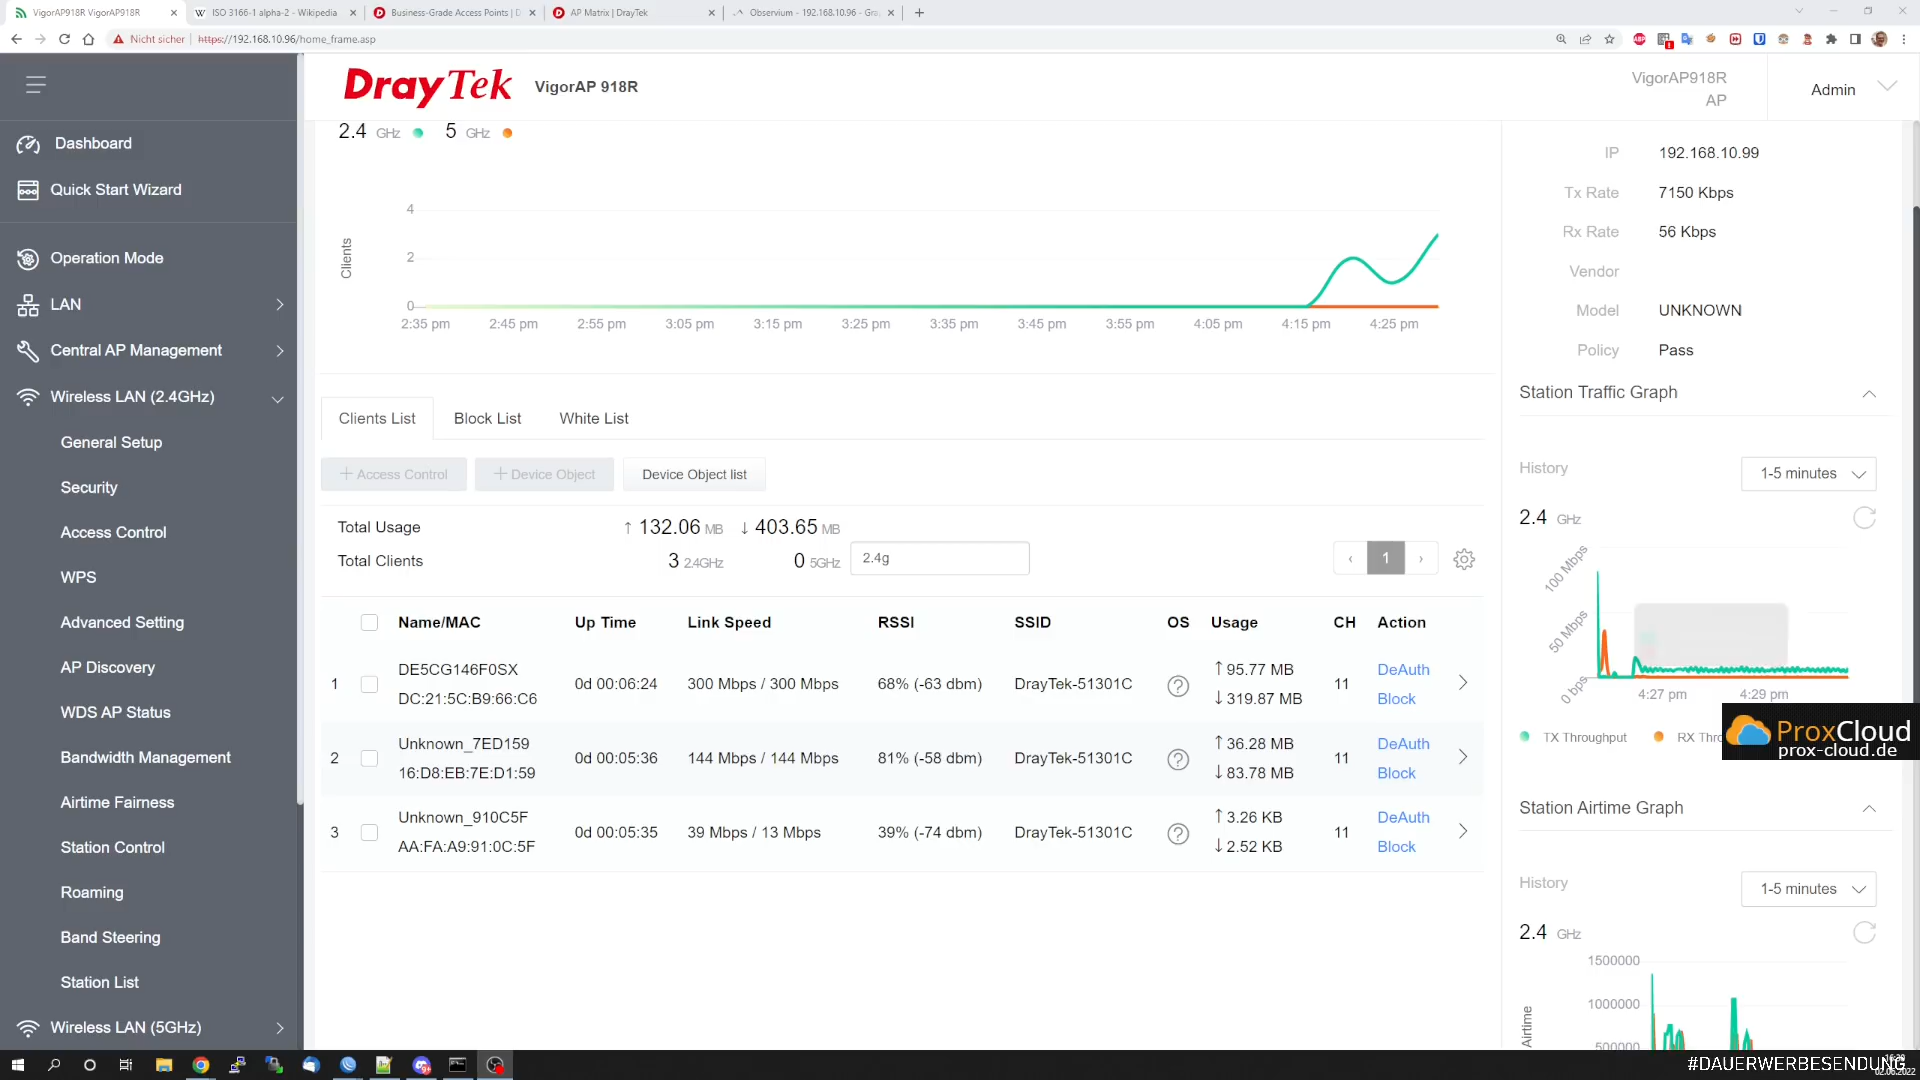 VigorAP918R VigorAP918R
ISO 3166-1 alpha-2 - Wikipedia
Business-Grade Access Points | D
AP Matrix | DrayTek
Observium - 192.168.10.96 - Gra
Nicht sicher
https://192.168.10.96/home_frame.asp
DrayTek
VigorAP 918R
VigorAP918R
AP
Admin
Dashboard
Quick Start Wizard
Operation Mode
LAN
Central AP Management
Wireless LAN (2.4GHz)
General Setup
Security
Access Control
WPS
Advanced Setting
AP Discovery
WDS AP Status
Bandwidth Management
Airtime Fairness
Station Control
Roaming
Band Steering
Station List
Wireless LAN (5GHz)
2.4 GHz 5 GHz
Clients
4
2
0
2:35 pm 2:45 pm 2:55 pm 3:05 pm 3:15 pm 3:25 pm 3:35 pm 3:45 pm 3:55 pm 4:05 pm 4:15 pm 4:25 pm
Clients List Block List White List
+ Access Control + Device Object Device Object list
Total Usage ↑ 132.06 MB ↓ 403.65 MB
Total Clients 3 2.4GHz 0 5GHz 2.4g
‹ 1 ›
Name/MAC Up Time Link Speed RSSI SSID OS Usage CH Action
DE5CG146F0SX ↑ 95.77 MB DeAuth
1 0d 00:06:24 300 Mbps / 300 Mbps 68% (-63 dbm) DrayTek-51301C ? 11
DC:21:5C:B9:66:C6 ↓ 319.87 MB Block
Unknown_7ED159 ↑ 36.28 MB DeAuth
2 0d 00:05:36 144 Mbps / 144 Mbps 81% (-58 dbm) DrayTek-51301C ? 11
16:D8:EB:7E:D1:59 ↓ 83.78 MB Block
Unknown_910C5F ↑ 3.26 KB DeAuth
3 0d 00:05:35 39 Mbps / 13 Mbps 39% (-74 dbm) DrayTek-51301C ? 11
AA:FA:A9:91:0C:5F ↓ 2.52 KB Block
IP 192.168.10.99
Tx Rate 7150 Kbps
Rx Rate 56 Kbps
Vendor
Model UNKNOWN
Policy Pass
Station Traffic Graph
History 1-5 minutes
2.4 GHz
100 Mbps
50 Mbps
0 bps
4:27 pm 4:29 pm
TX Throughput RX Thro
ProxCloud
prox-cloud.de
Station Airtime Graph
History 1-5 minutes
2.4 GHz
1500000
1000000
500000
Airtime
#DAUERWERBESENDUNG
02.06.2022